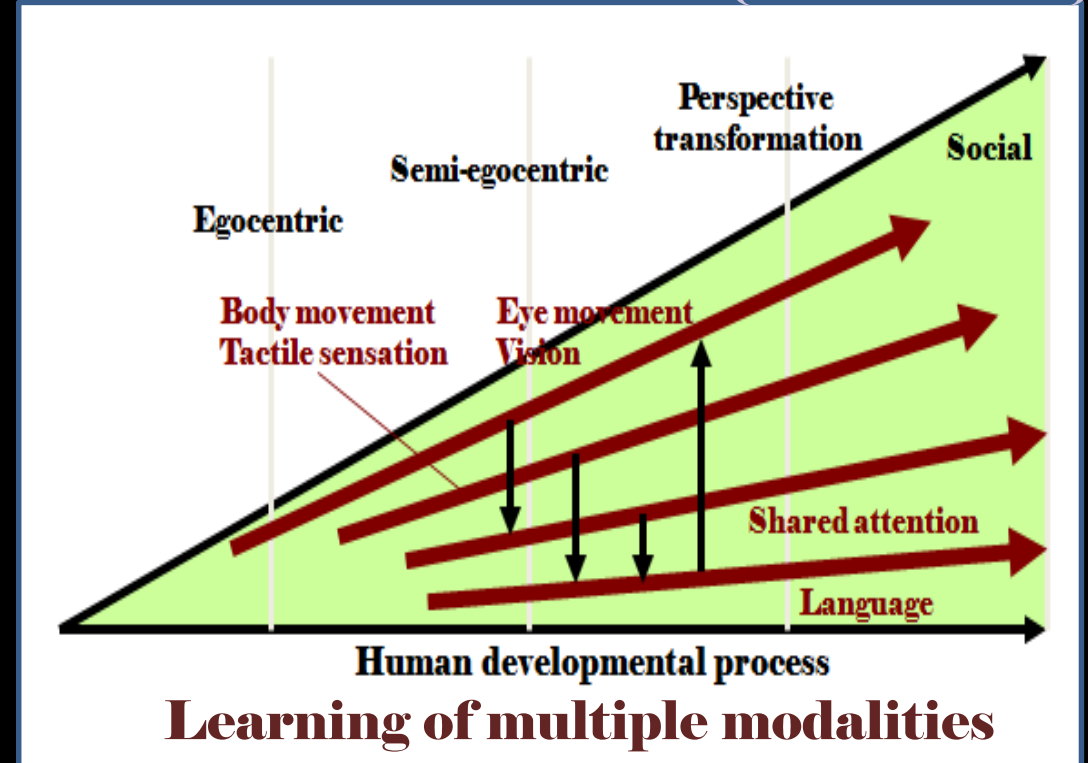 Perspective
transformation
Social
Semi-egocentric
Egocentric
Body movement
Tactile sensation
Eye movement
Vision
Shared attention
Language
Human developmental process
Learning of multiple modalities